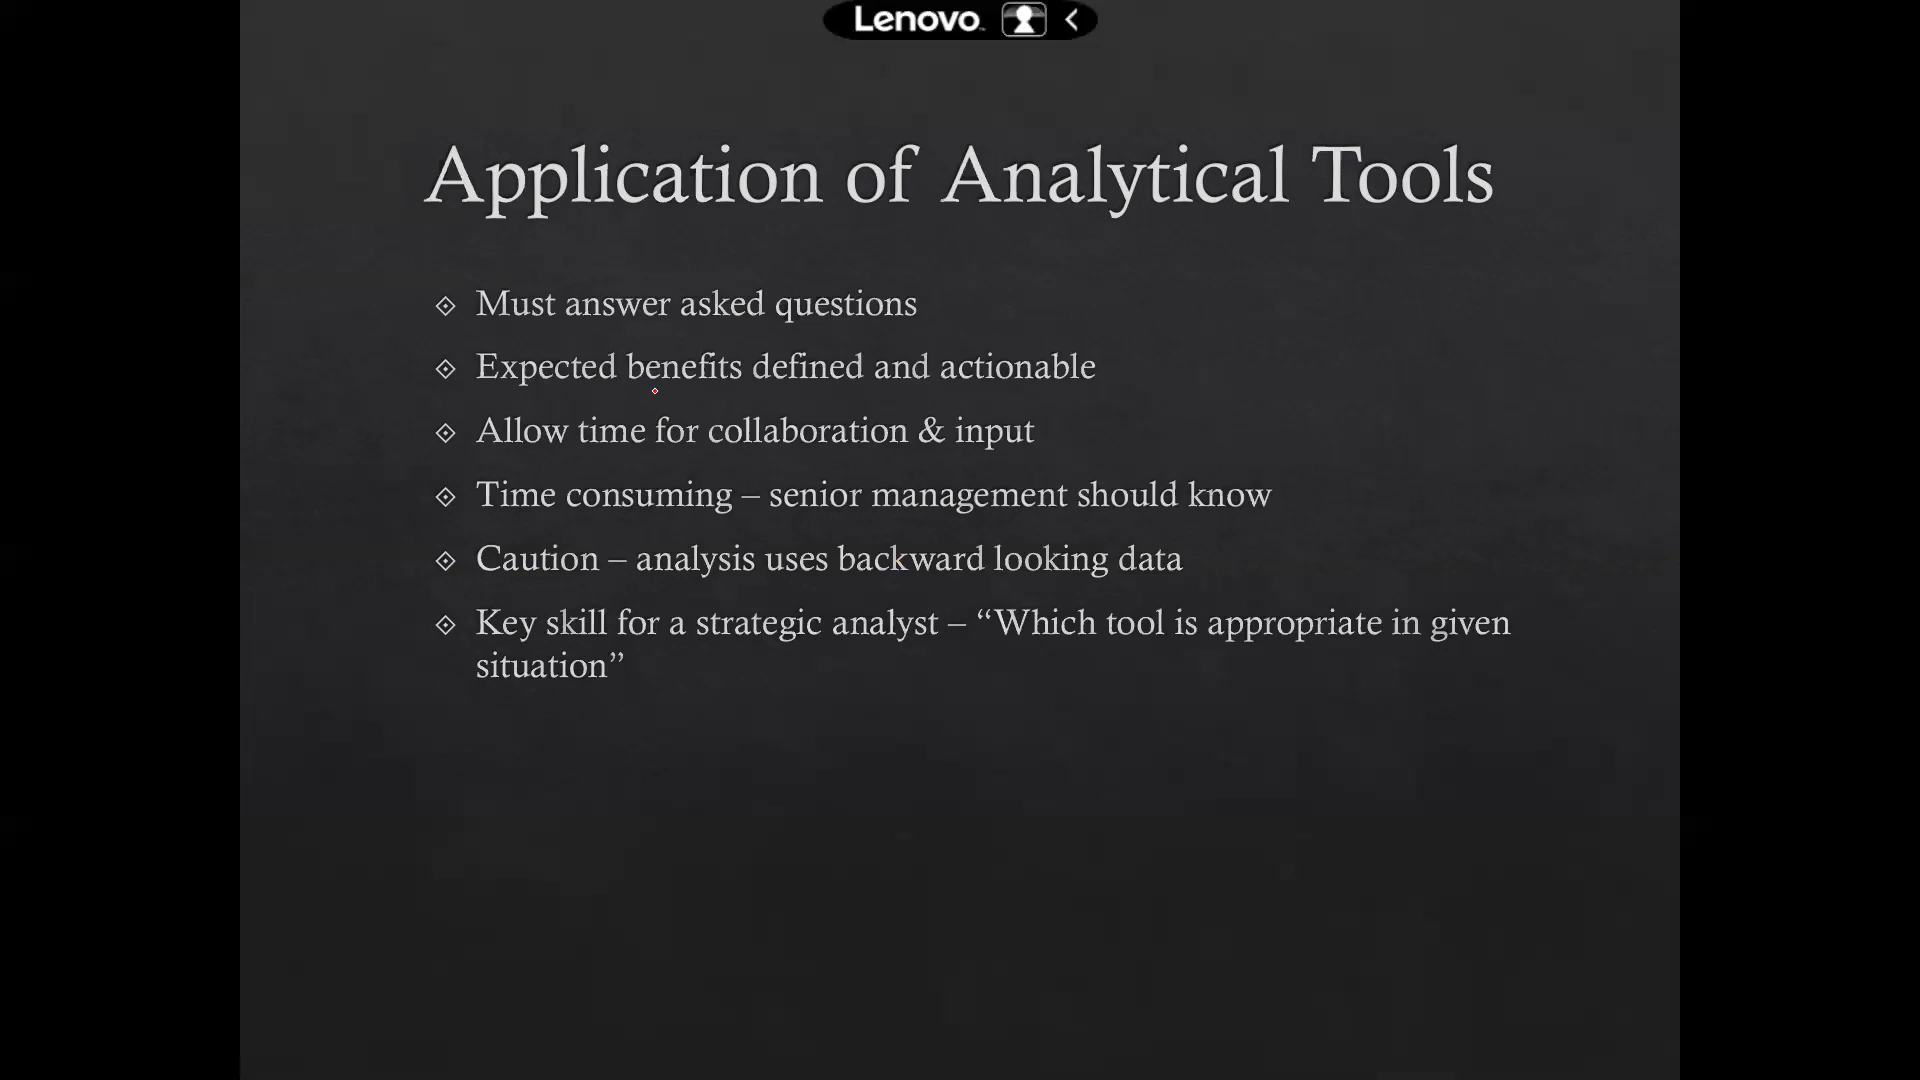 Lenovo
Application of Analytical Tools
Must answer asked questions
Expected benefits defined and actionable
Allow time for collaboration & input
Time consuming – senior management should know
Caution – analysis uses backward looking data
Key skill for a strategic analyst – “Which tool is appropriate in given
situation”